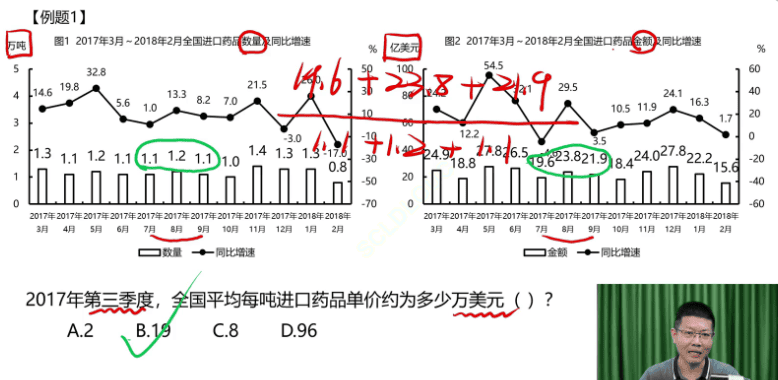 【例题1】
图1 2017年3月～2018年2月全国进口药品数量及同比增速
万吨
%
5
4
3
2
1
0
60
10
-10
-30
-50
-70
14.6 19.8 32.8 5.6 1.0 13.3 8.2 7.0 21.5 -3.0 26.0 -17.0
1.3 1.1 1.2 1.1 1.1 1.2 1.1 1.0 1.4 1.3 1.3 0.8
2017年 2017年 2017年 2017年 2017年 2017年 2017年 2017年 2017年 2017年 2018年 2018年
3月 4月 5月 6月 7月 8月 9月 10月 11月 12月 1月 2月
数量 同比增速
图2 2017年3月～2018年2月全国进口药品金额及同比增速
亿美元
%
100
80
60
40
20
0
60
40
20
0
-20
-40
-60
24.2 12.2 54.5 29.5 3.5 10.5 11.9 24.1 16.3 1.7
24.9 18.8 27.8 26.5 19.6 23.8 21.9 18.4 24.0 27.8 22.2 15.6
2017年 2017年 2017年 2017年 2017年 2017年 2017年 2017年 2017年 2017年 2018年 2018年
3月 4月 5月 6月 7月 8月 9月 10月 11月 12月 1月 2月
金额 同比增速
19.6+23.8+21.9
1.1+1.2+1.1
2017年第三季度，全国平均每吨进口药品单价约为多少万美元（ ）？
A.2 B.19 C.8 D.96